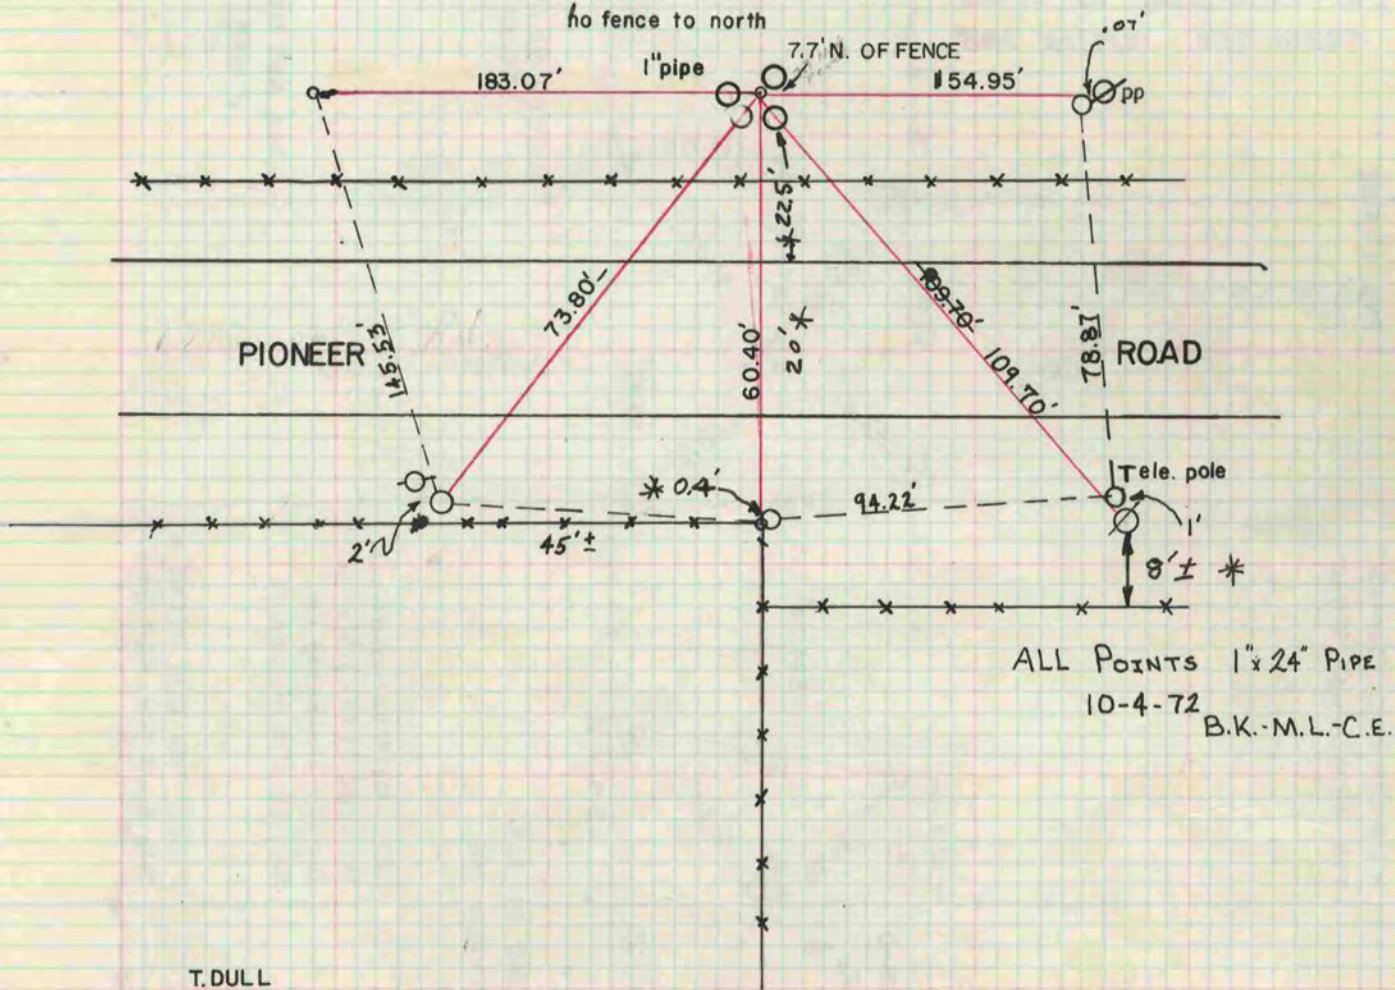 ho fence to north
.07'
7.7' N. OF FENCE
1" pipe
183.07'
154.95'
pp
22.5'
73.80'
109.70'
60.40'
20'
109.70'
78.87'
145.53'
PIONEER ROAD
Tele. pole
0.4'
94.22'
1'
2'
45' ±
8' ±
ALL POINTS 1" x 24" PIPE
10-4-72
B.K.-M.L.-C.E.
T. DULL